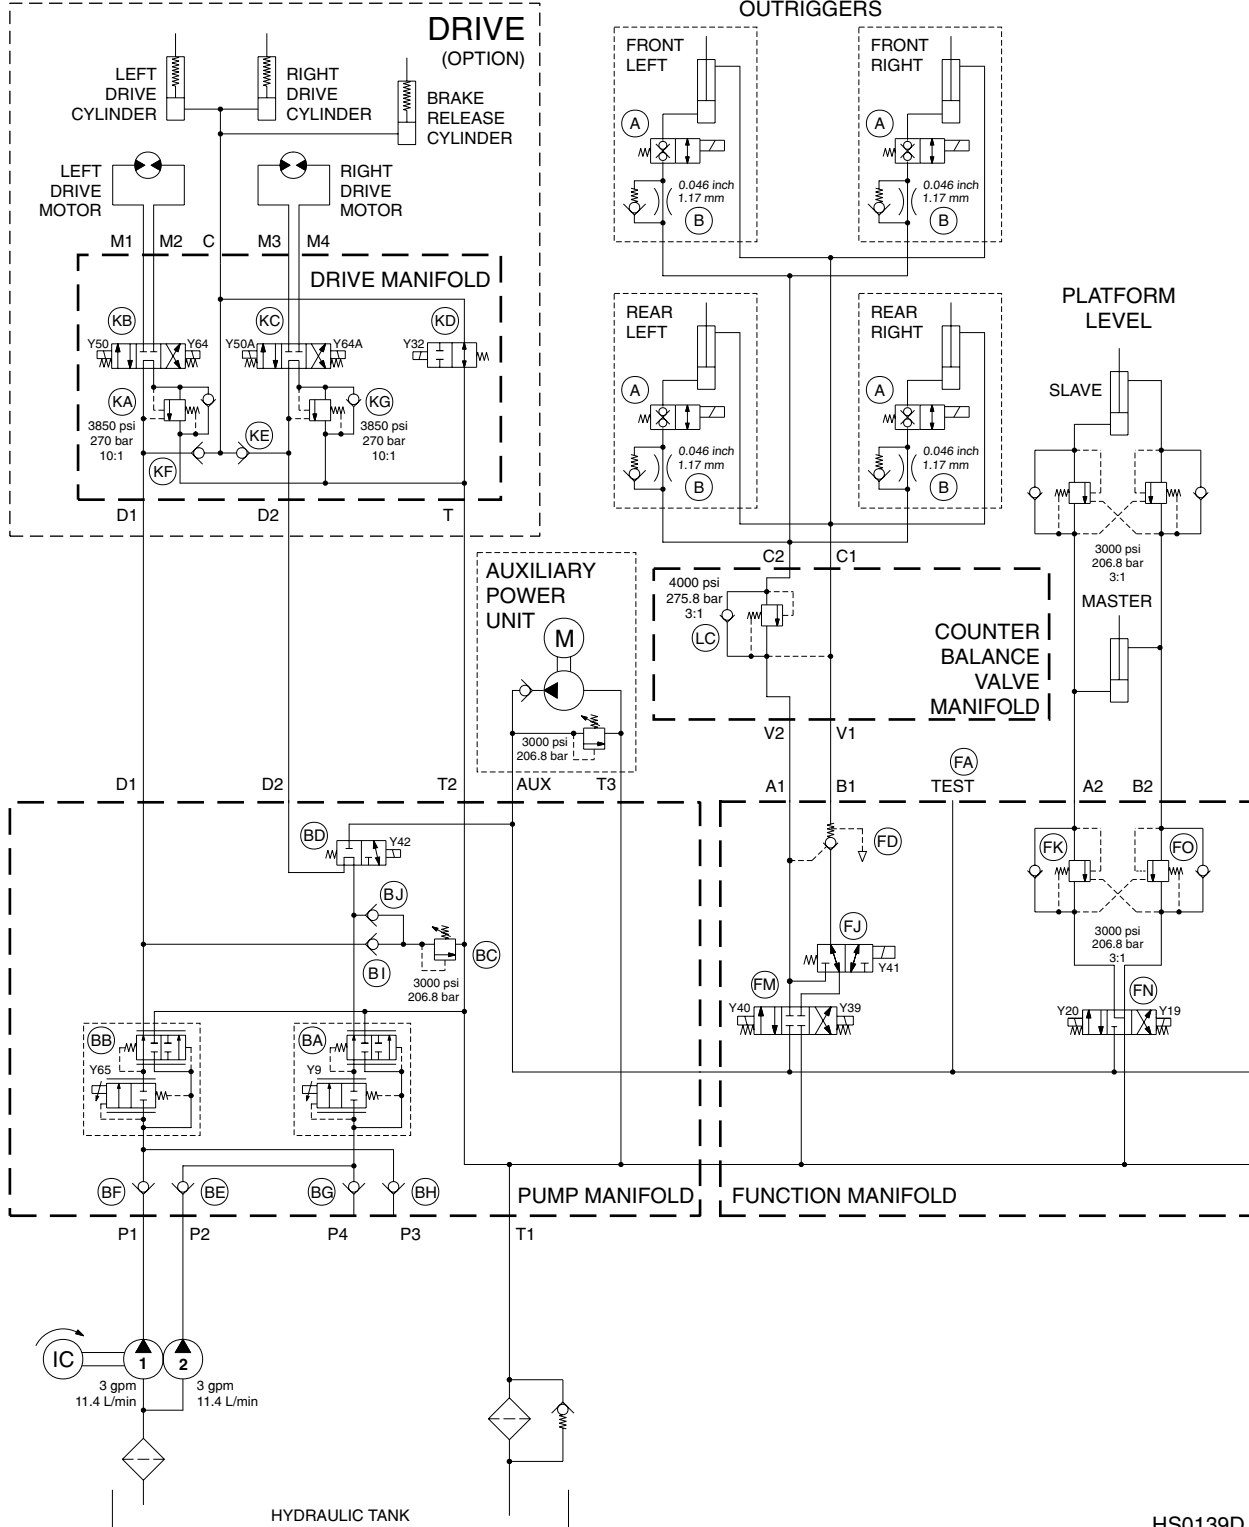 OUTRIGGERS
DRIVE
(OPTION)
LEFT
DRIVE
CYLINDER
RIGHT
DRIVE
CYLINDER
BRAKE
RELEASE
CYLINDER
LEFT
DRIVE
MOTOR
RIGHT
DRIVE
MOTOR
M1
M2
C
M3
M4
DRIVE MANIFOLD
KB
KC
KD
Y50
Y64
Y50A
Y64A
Y32
KA
3850 psi
270 bar
10:1
KG
3850 psi
270 bar
10:1
KE
KF
D1
D2
T
FRONT
LEFT
A
0.046 inch
1.17 mm
B
FRONT
RIGHT
A
0.046 inch
1.17 mm
B
REAR
LEFT
A
0.046 inch
1.17 mm
B
REAR
RIGHT
A
0.046 inch
1.17 mm
B
PLATFORM
LEVEL
SLAVE
3000 psi
206.8 bar
3:1
MASTER
AUXILIARY
POWER
UNIT
M
3000 psi
206.8 bar
C2
C1
4000 psi
275.8 bar
3:1
LC
COUNTER
BALANCE
VALVE
MANIFOLD
V2
V1
D1
D2
T2
AUX
T3
A1
B1
FA
TEST
A2
B2
BD
Y42
BJ
BI
BC
3000 psi
206.8 bar
BB
Y65
BA
Y9
BF
BE
BG
BH
PUMP MANIFOLD
FD
FJ
Y41
FM
Y40
Y39
FK
FO
3000 psi
206.8 bar
3:1
FN
Y20
Y19
FUNCTION MANIFOLD
P1
P2
P4
P3
T1
IC
1
2
3 gpm
11.4 L/min
3 gpm
11.4 L/min
HYDRAULIC TANK
HS0139D